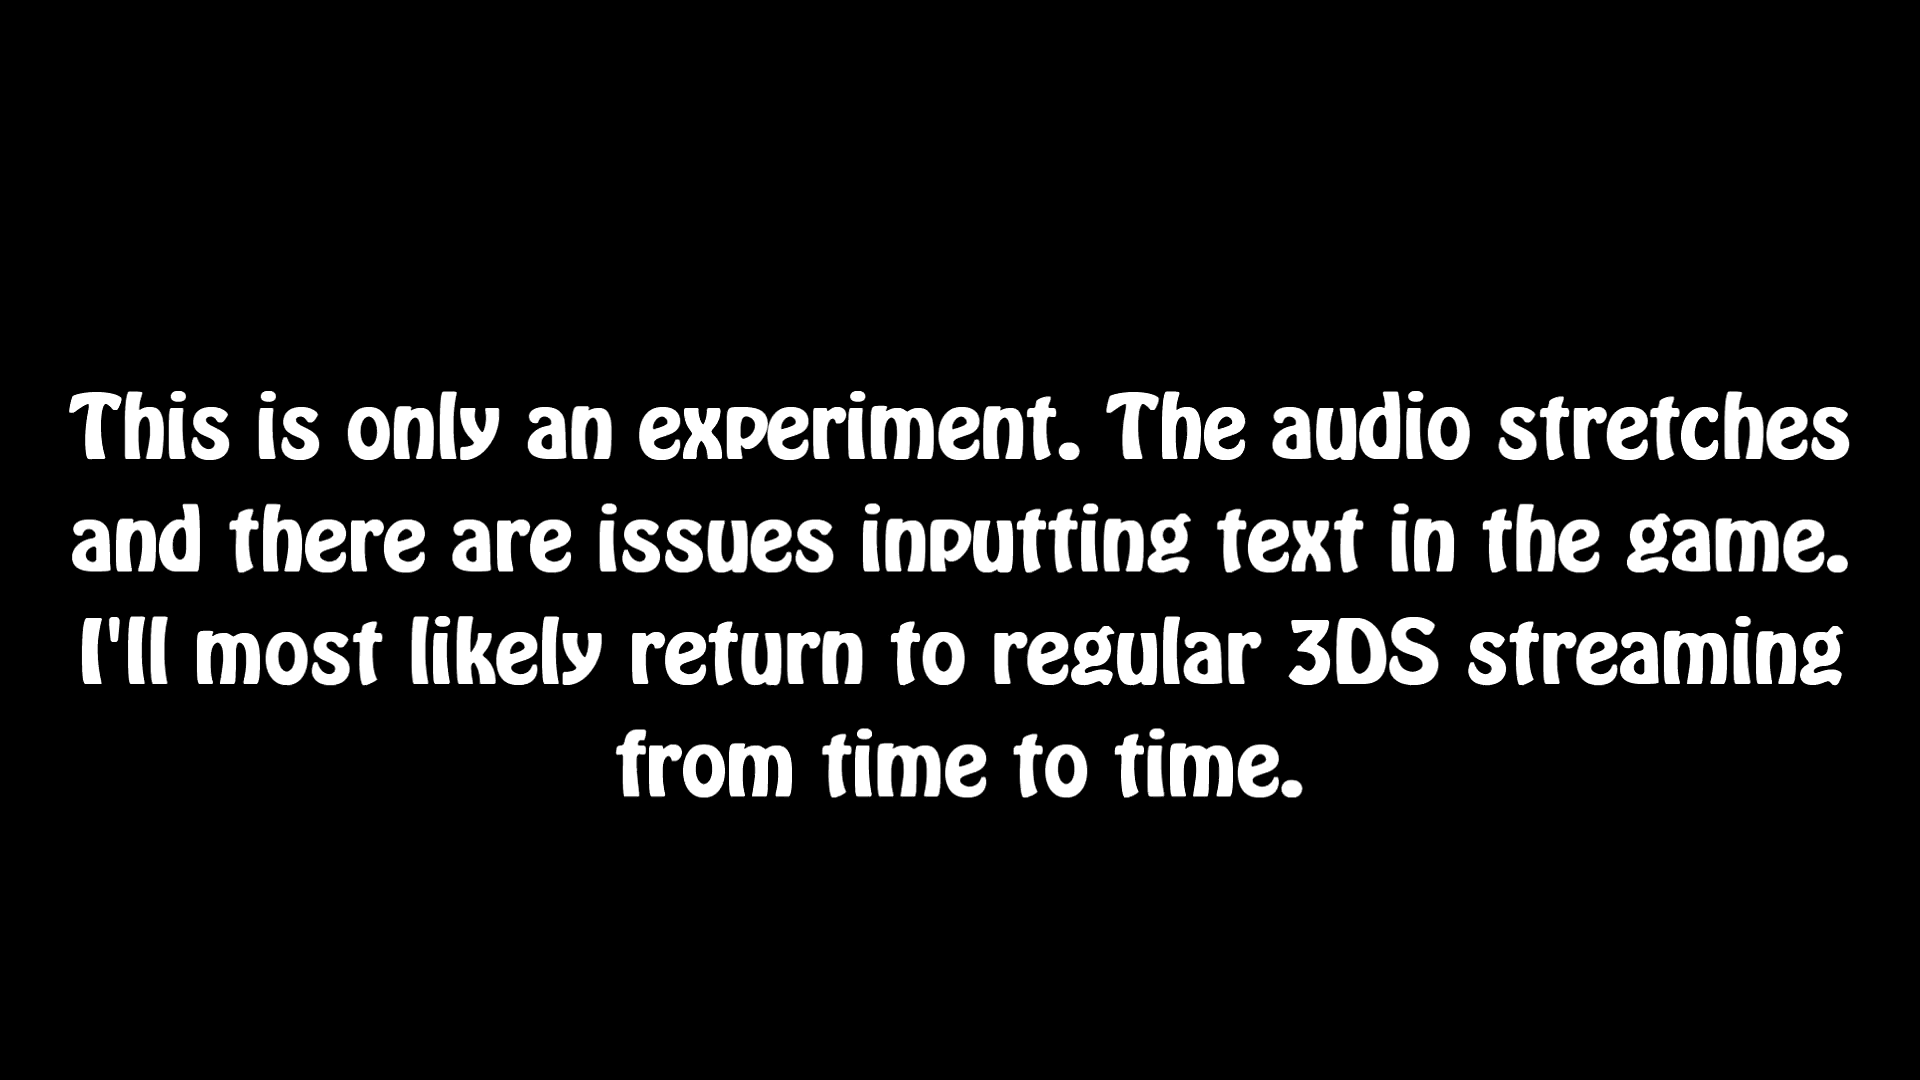 This is only an experiment. The audio stretches
and there are issues inputting text in the game.
I'll most likely return to regular 3DS streaming
from time to time.